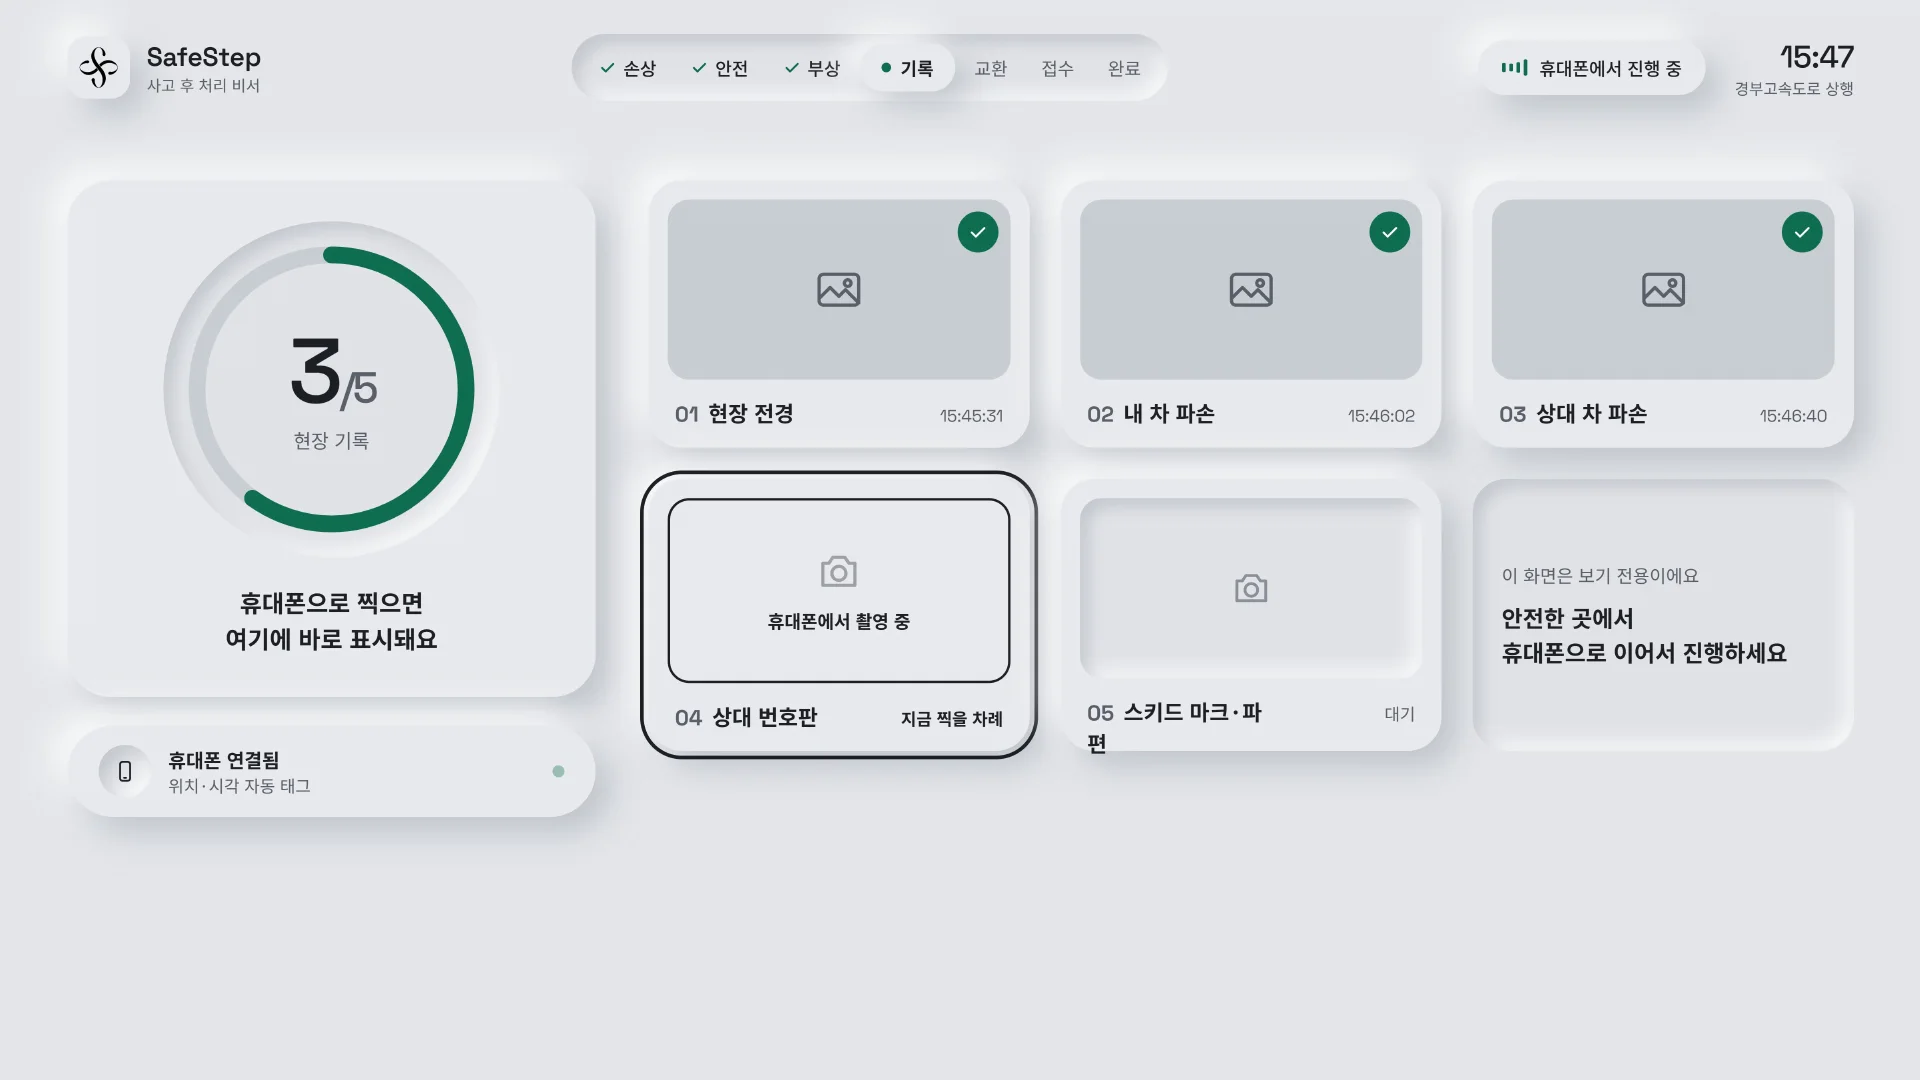 SafeStep
사고 후 처리 비서
손상
안전
부상
기록
교환
접수
완료
휴대폰에서 진행 중
15:47
경부고속도로 상행
3/5
현장 기록
휴대폰으로 찍으면
여기에 바로 표시돼요
휴대폰 연결됨
위치·시각 자동 태그
01 현장 전경 15:45:31
02 내 차 파손 15:46:02
03 상대 차 파손 15:46:40
휴대폰에서 촬영 중
04 상대 번호판 지금 찍을 차례
05 스키드 마크·파 대기
편
이 화면은 보기 전용이에요
안전한 곳에서
휴대폰으로 이어서 진행하세요